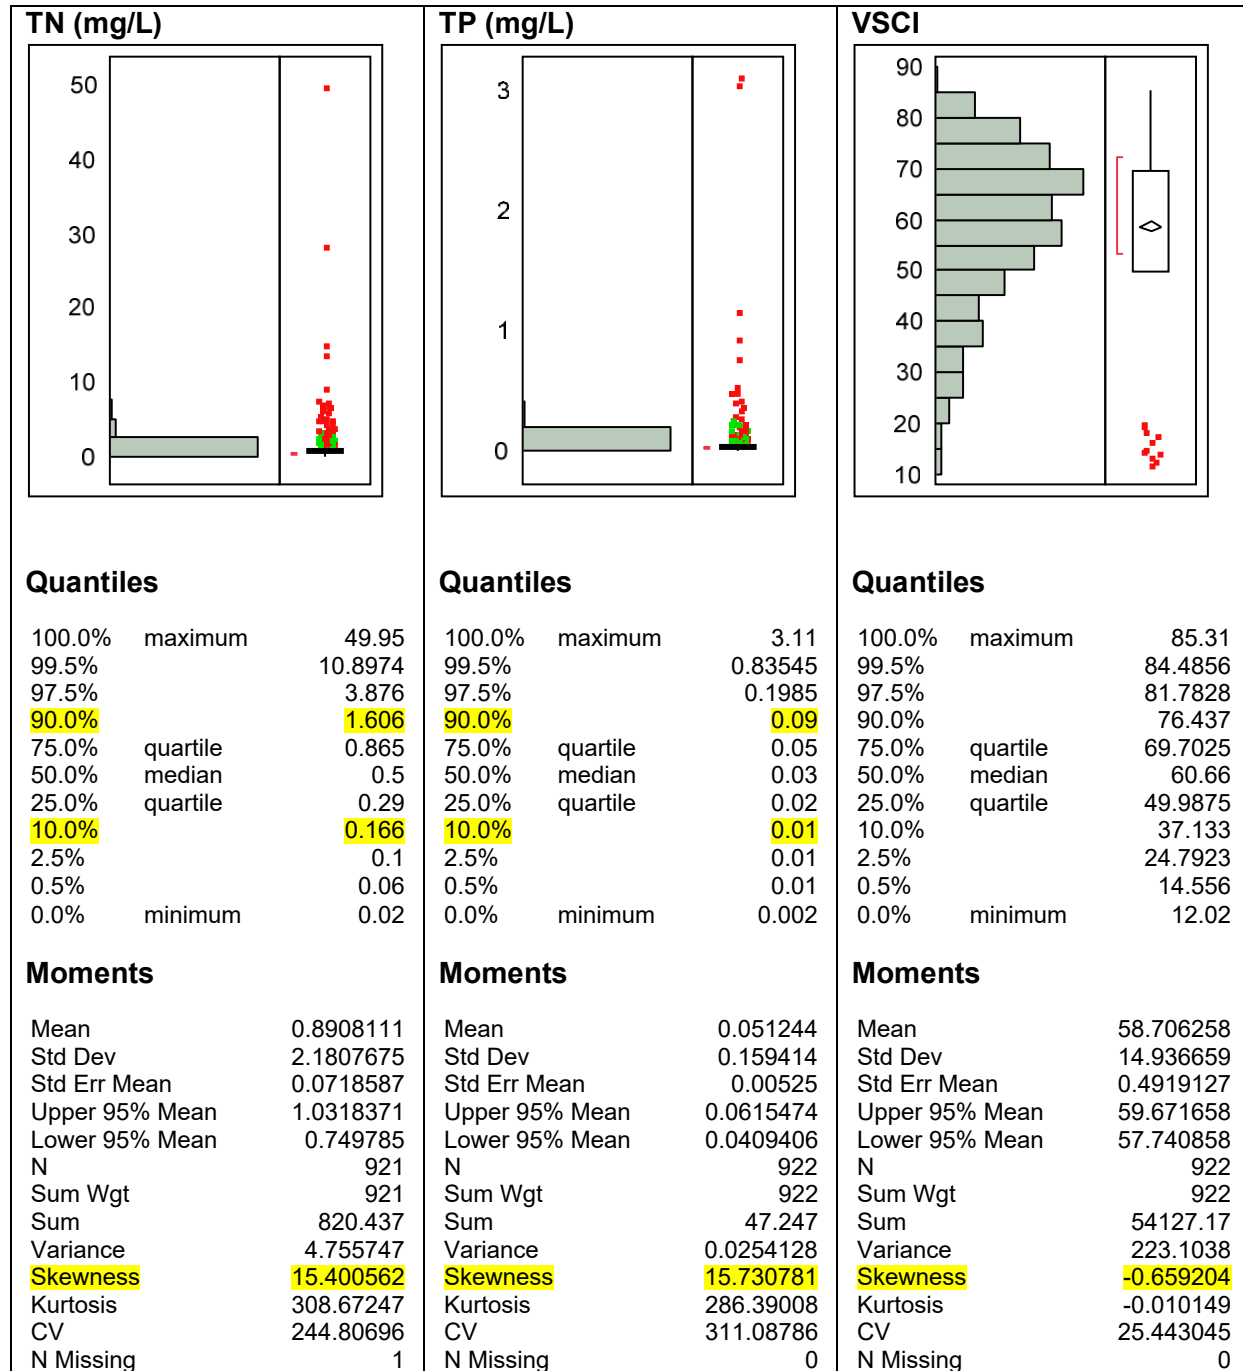 TN (mg/L)
50
40
30
20
10
0
Quantiles
100.0% maximum 49.95
99.5% 10.8974
97.5% 3.876
90.0% 1.606
75.0% quartile 0.865
50.0% median 0.5
25.0% quartile 0.29
10.0% 0.166
2.5% 0.1
0.5% 0.06
0.0% minimum 0.02
Moments
Mean 0.8908111
Std Dev 2.1807675
Std Err Mean 0.0718587
Upper 95% Mean 1.0318371
Lower 95% Mean 0.749785
N 921
Sum Wgt 921
Sum 820.437
Variance 4.755747
Skewness 15.400562
Kurtosis 308.67247
CV 244.80696
N Missing 1
TP (mg/L)
3
2
1
0
Quantiles
100.0% maximum 3.11
99.5% 0.83545
97.5% 0.1985
90.0% 0.09
75.0% quartile 0.05
50.0% median 0.03
25.0% quartile 0.02
10.0% 0.01
2.5% 0.01
0.5% 0.01
0.0% minimum 0.002
Moments
Mean 0.051244
Std Dev 0.159414
Std Err Mean 0.00525
Upper 95% Mean 0.0615474
Lower 95% Mean 0.0409406
N 922
Sum Wgt 922
Sum 47.247
Variance 0.0254128
Skewness 15.730781
Kurtosis 286.39008
CV 311.08786
N Missing 0
VSCI
90
80
70
60
50
40
30
20
10
Quantiles
100.0% maximum 85.31
99.5% 84.4856
97.5% 81.7828
90.0% 76.437
75.0% quartile 69.7025
50.0% median 60.66
25.0% quartile 49.9875
10.0% 37.133
2.5% 24.7923
0.5% 14.556
0.0% minimum 12.02
Moments
Mean 58.706258
Std Dev 14.936659
Std Err Mean 0.4919127
Upper 95% Mean 59.671658
Lower 95% Mean 57.740858
N 922
Sum Wgt 922
Sum 54127.17
Variance 223.1038
Skewness -0.659204
Kurtosis -0.010149
CV 25.443045
N Missing 0